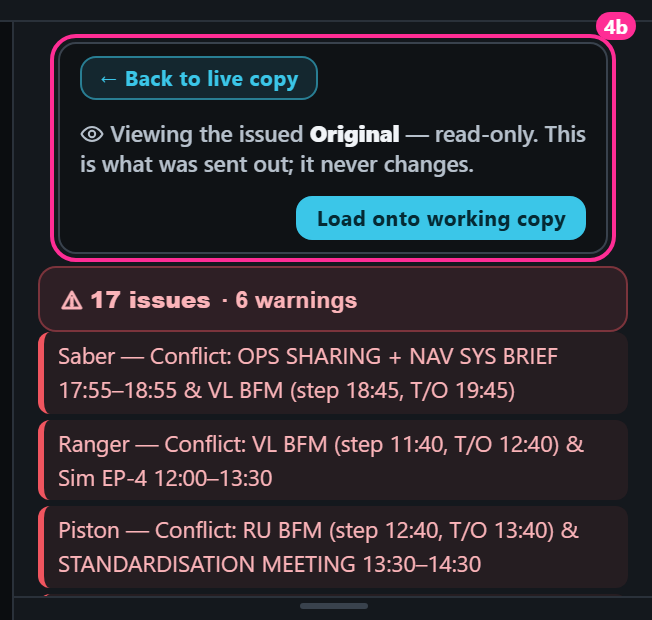 4b
← Back to live copy
Viewing the issued Original — read-only. This
is what was sent out; it never changes.
Load onto working copy
⚠ 17 issues · 6 warnings
Saber — Conflict: OPS SHARING + NAV SYS BRIEF
17:55–18:55 & VL BFM (step 18:45, T/O 19:45)
Ranger — Conflict: VL BFM (step 11:40, T/O 12:40) &
Sim EP-4 12:00–13:30
Piston — Conflict: RU BFM (step 12:40, T/O 13:40) &
STANDARDISATION MEETING 13:30–14:30